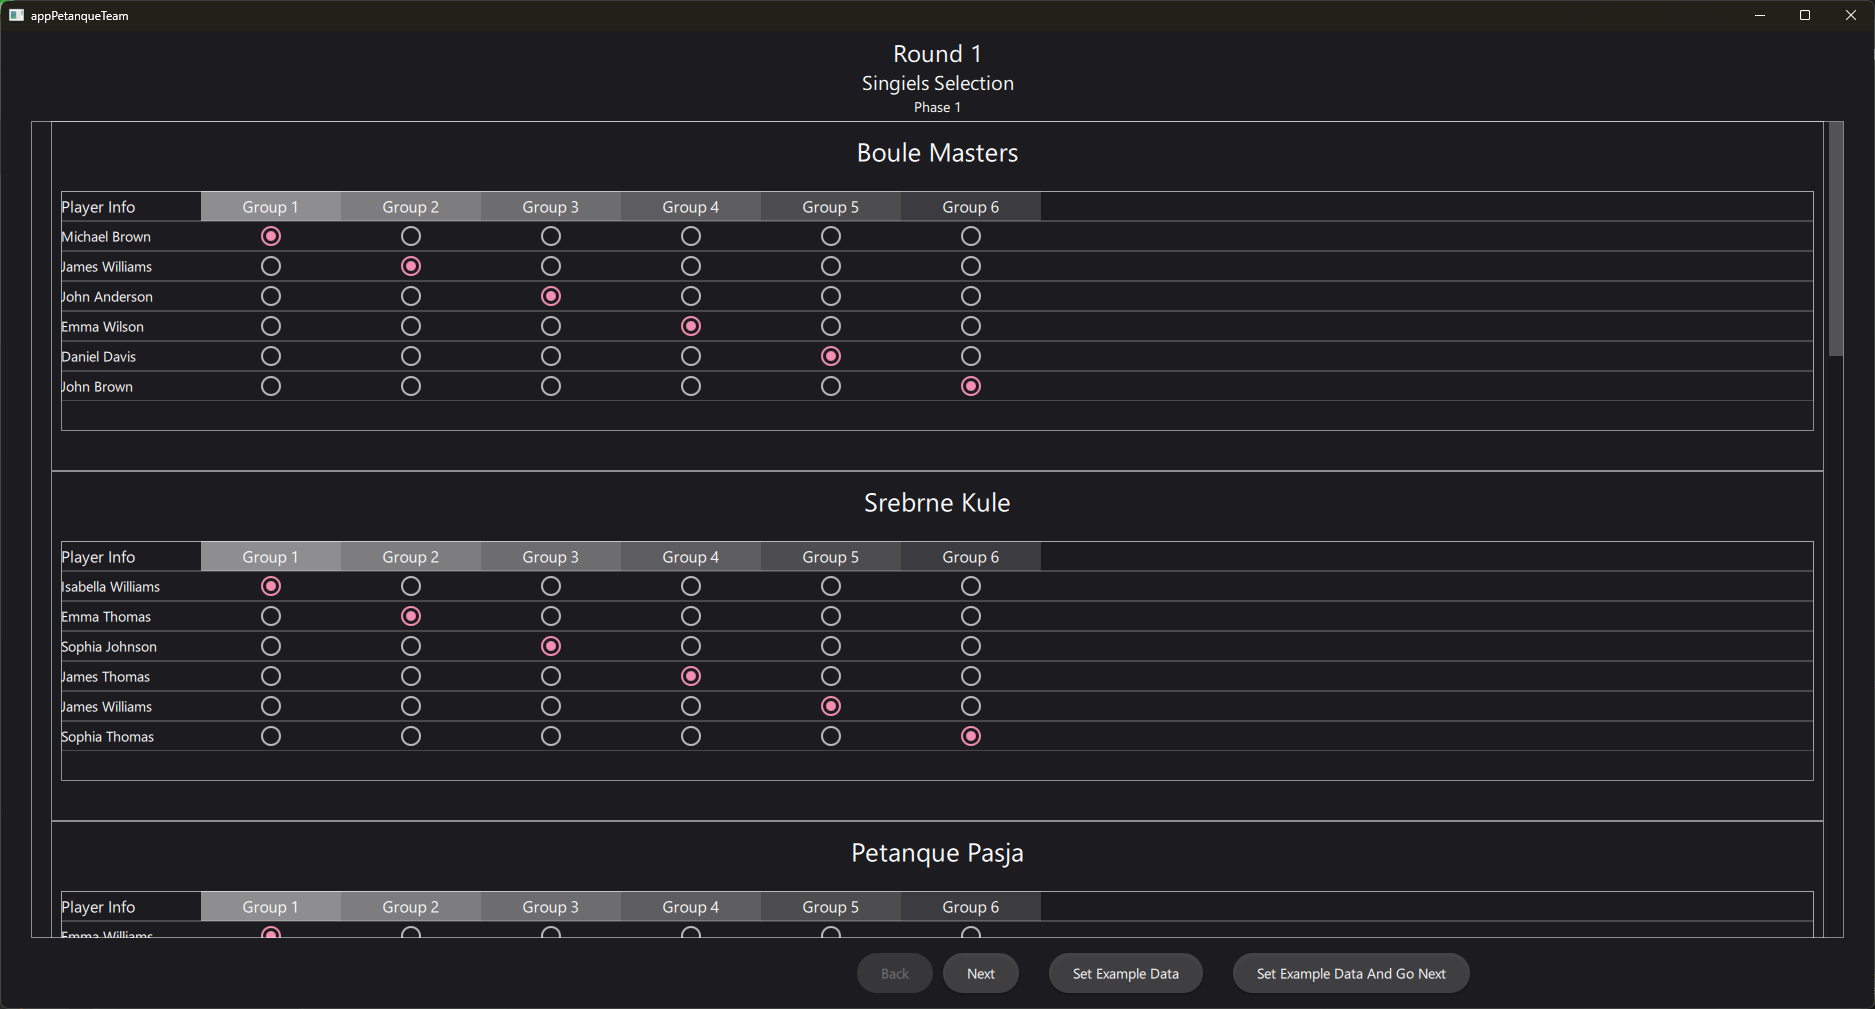 appPetanqueTeam
Round 1
Singiels Selection
Phase 1
Boule Masters
Player Info Group 1 Group 2 Group 3 Group 4 Group 5 Group 6
Michael Brown
James Williams
John Anderson
Emma Wilson
Daniel Davis
John Brown
Srebrne Kule
Player Info Group 1 Group 2 Group 3 Group 4 Group 5 Group 6
Isabella Williams
Emma Thomas
Sophia Johnson
James Thomas
James Williams
Sophia Thomas
Petanque Pasja
Player Info Group 1 Group 2 Group 3 Group 4 Group 5 Group 6
Emma Williams
Back Next Set Example Data Set Example Data And Go Next